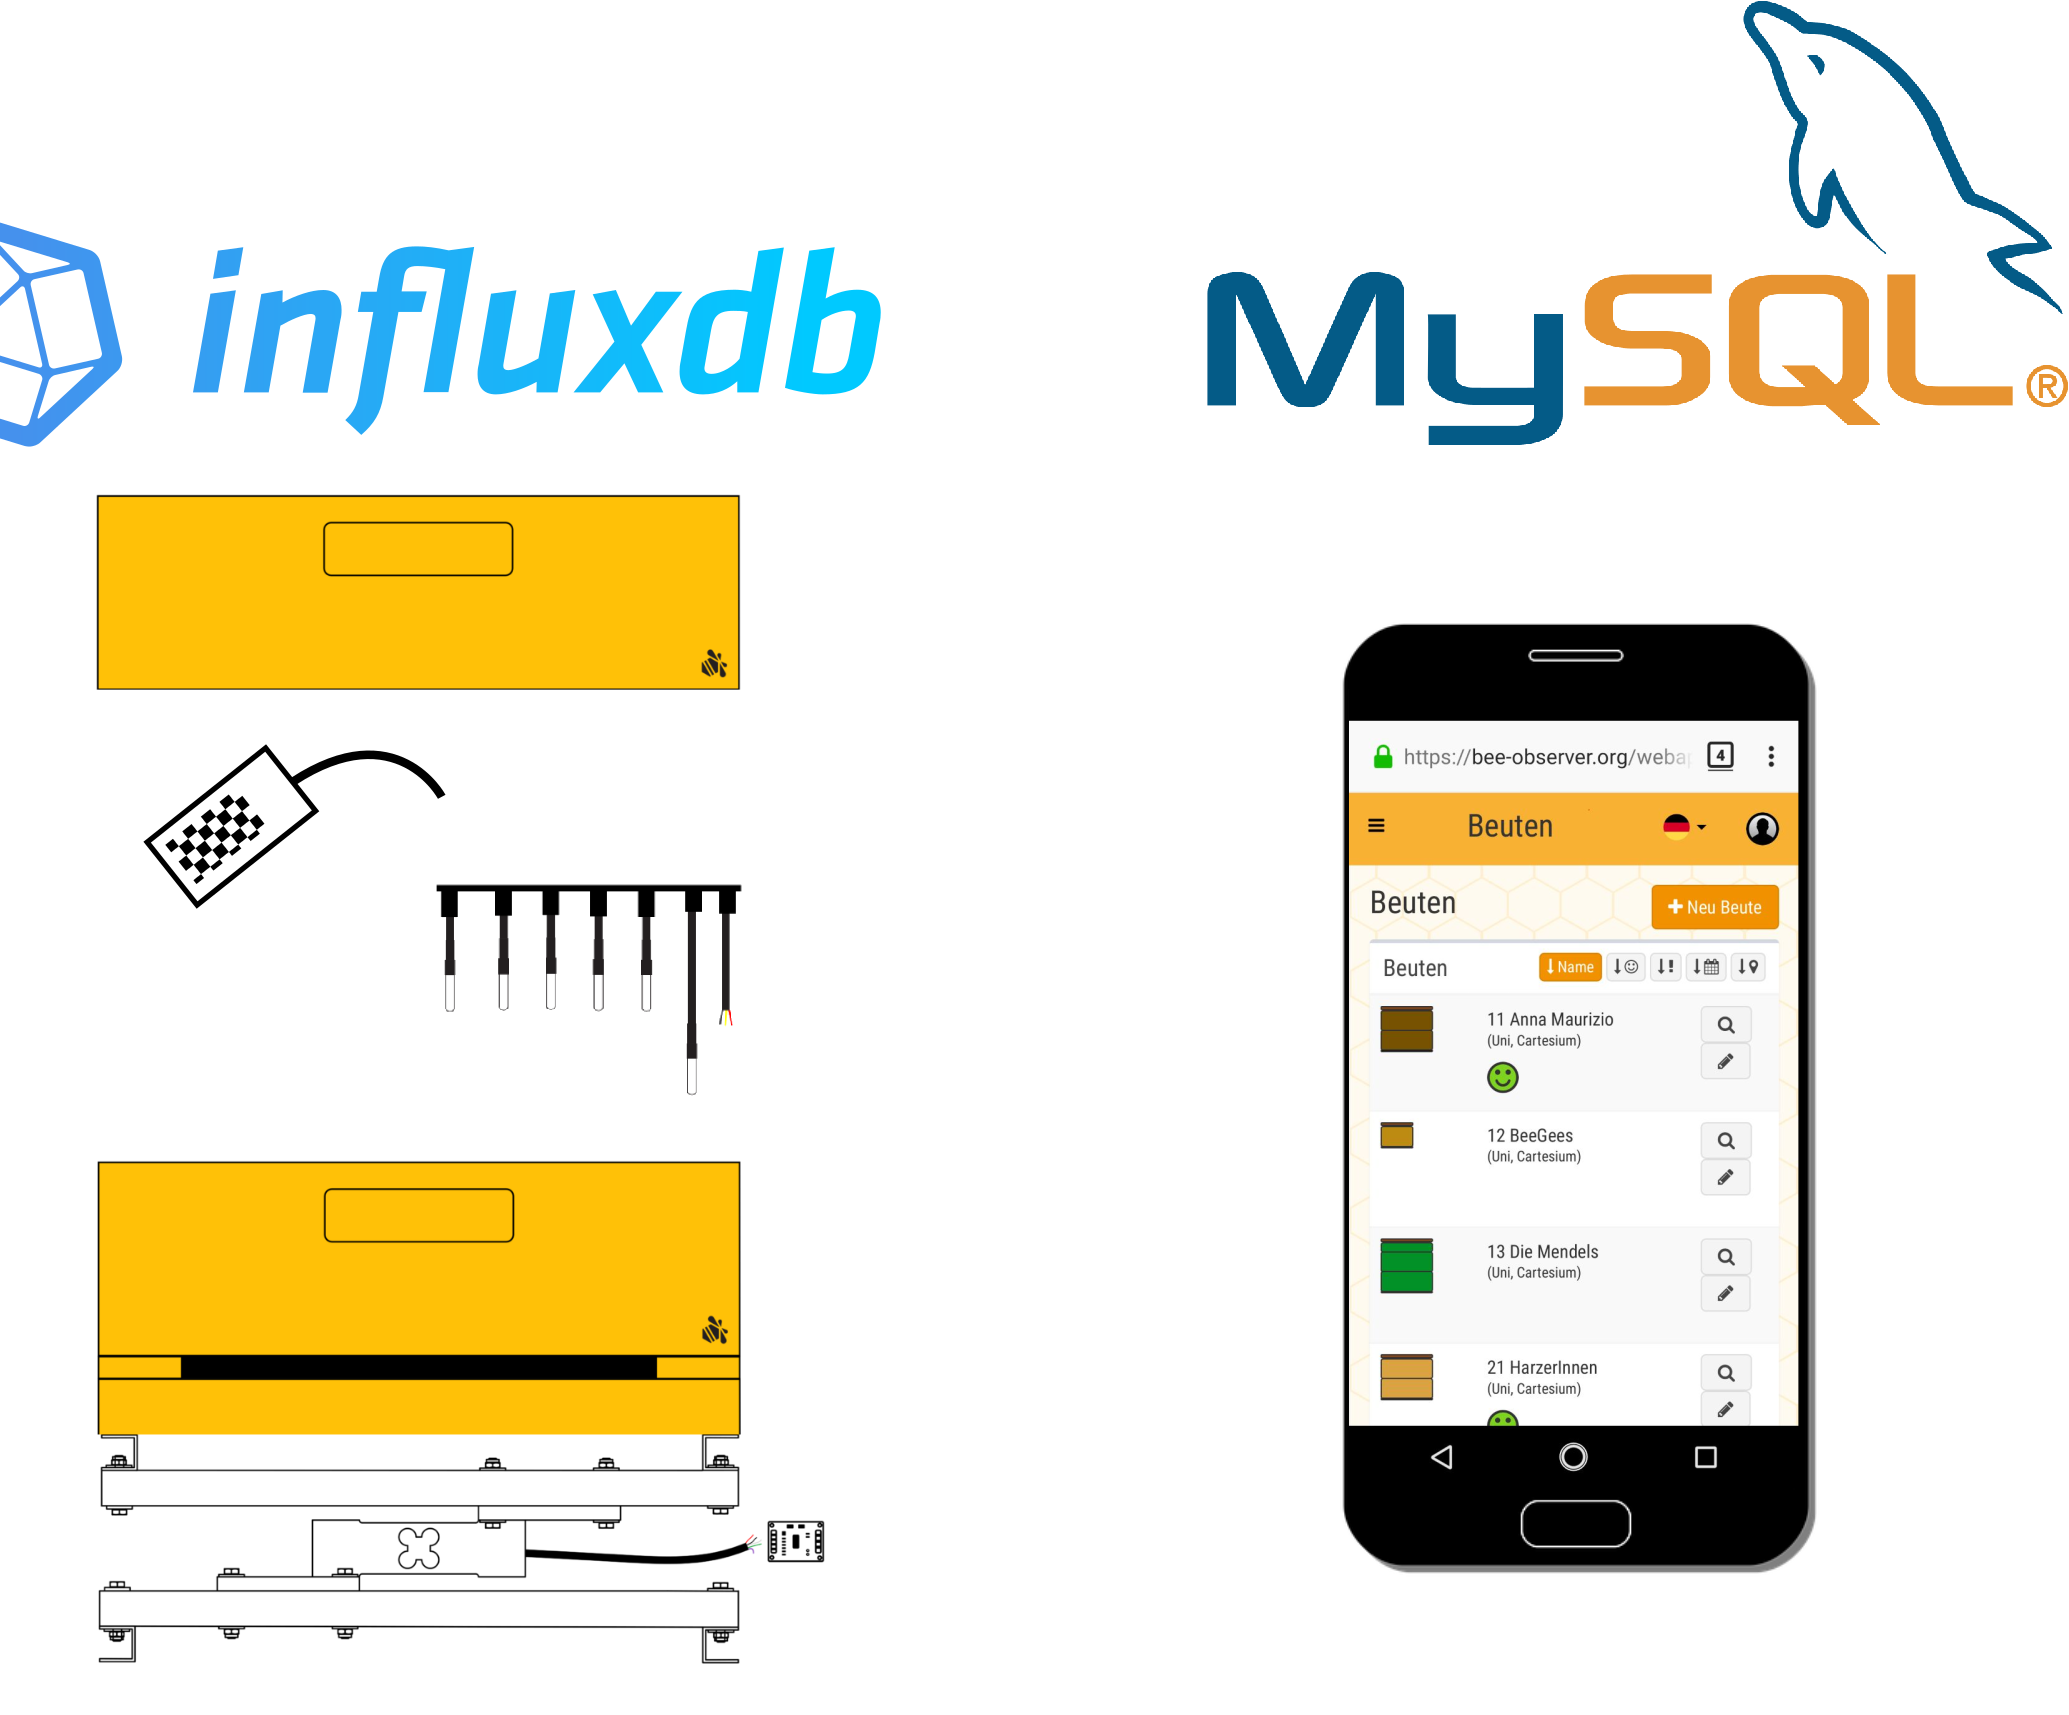 influxdb
MySQL®
https://bee-observer.org/weba
4
Beuten
Beuten
+ Neu Beute
Beuten
Name
11 Anna Maurizio
(Uni, Cartesium)
12 BeeGees
(Uni, Cartesium)
13 Die Mendels
(Uni, Cartesium)
21 HarzerInnen
(Uni, Cartesium)